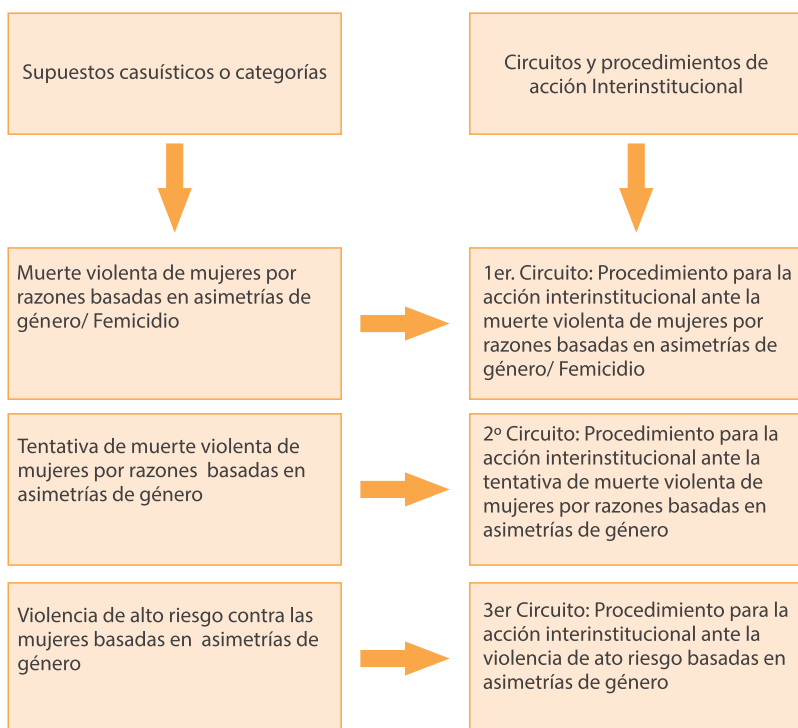 Supuestos casuísticos o categorías
Circuitos y procedimientos de
acción Interinstitucional
Muerte violenta de mujeres por
razones basadas en asimetrías de
género/ Femicidio
1er. Circuito: Procedimiento para la
acción interinstitucional ante la
muerte violenta de mujeres por
razones basadas en asimetrías de
género/ Femicidio
Tentativa de muerte violenta de
mujeres por razones basadas en
asimetrías de género
2º Circuito: Procedimiento para la
acción interinstitucional ante la
tentativa de muerte violenta de
mujeres por razones basadas en
asimetrías de género
Violencia de alto riesgo contra las
mujeres basadas en asimetrías de
género
3er Circuito: Procedimiento para la
acción interinstitucional ante la
violencia de ato riesgo basadas en
asimetrías de género